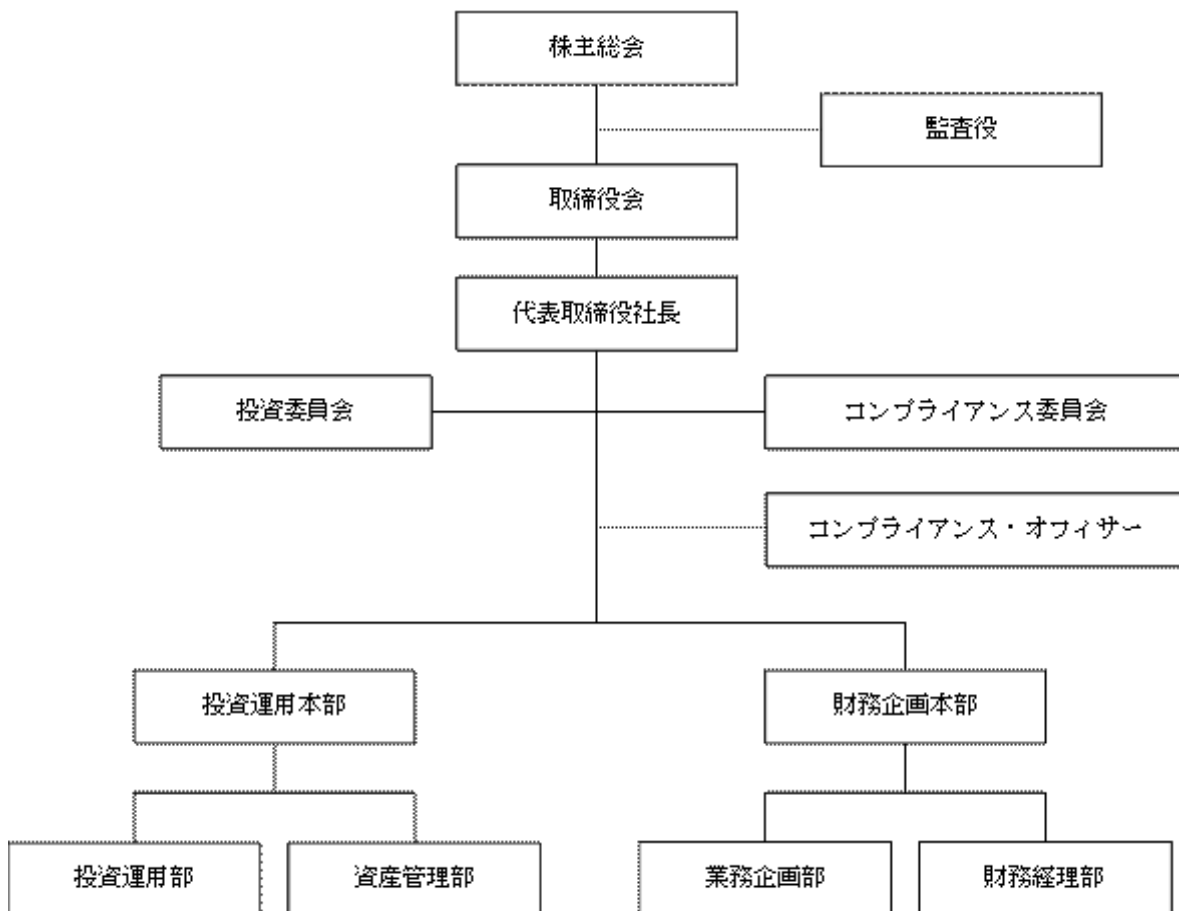 株主総会
監査役
取締役会
代表取締役社長
投資委員会
コンプライアンス委員会
コンプライアンス・オフィサー
投資運用本部
財務企画本部
投資運用部
資産管理部
業務企画部
財務経理部